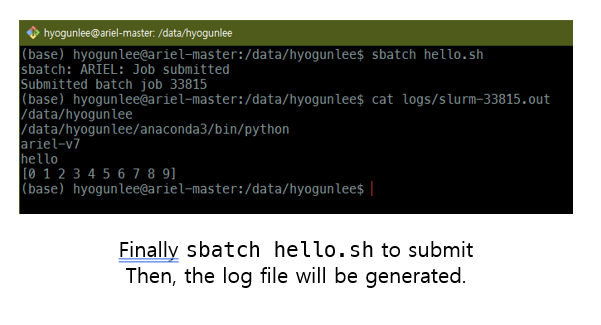 hyogunlee@ariel-master: /data/hyogunlee
(base) hyogunlee@ariel-master:/data/hyogunlee$ sbatch hello.sh
sbatch: ARIEL: Job submitted
Submitted batch job 33815
(base) hyogunlee@ariel-master:/data/hyogunlee$ cat logs/slurm-33815.out
/data/hyogunlee
/data/hyogunlee/anaconda3/bin/python
ariel-v7
hello
[0 1 2 3 4 5 6 7 8 9]
(base) hyogunlee@ariel-master:/data/hyogunlee$
Finally sbatch hello.sh to submit
Then, the log file will be generated.